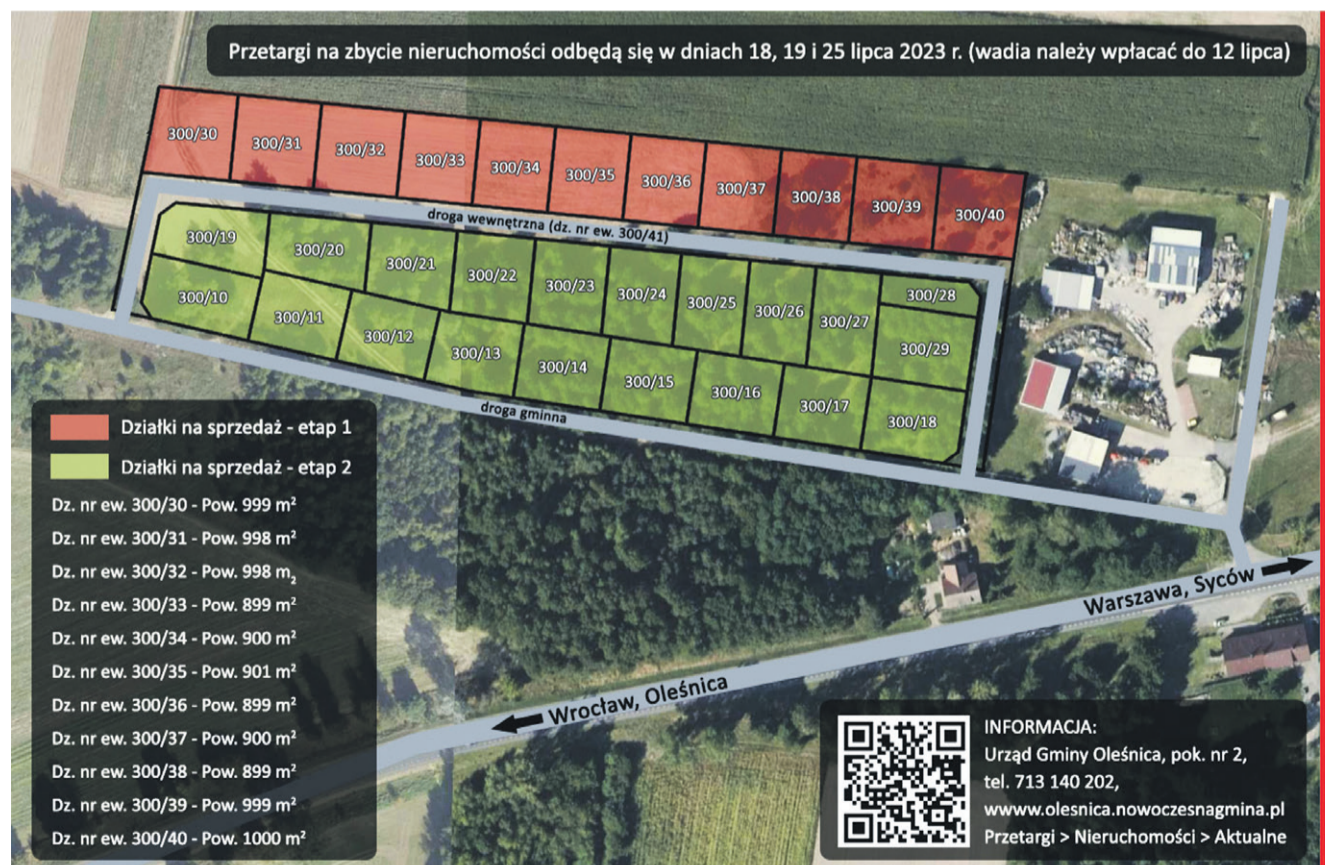 Przetargi na zbycie nieruchomości odbędą się w dniach 18, 19 i 25 lipca 2023 r. (wadia należy wpłacać do 12 lipca)
300/30
300/31
300/32
300/33
300/34
300/35
300/36
300/37
300/38
300/39
300/40
droga wewnętrzna (dz. nr ew. 300/41)
300/19
300/20
300/21
300/22
300/23
300/24
300/25
300/26
300/27
300/28
300/29
300/10
300/11
300/12
300/13
300/14
300/15
300/16
300/17
300/18
droga gminna
Działki na sprzedaż - etap 1
Działki na sprzedaż - etap 2
Dz. nr ew. 300/30 - Pow. 999 m²
Dz. nr ew. 300/31 - Pow. 998 m²
Dz. nr ew. 300/32 - Pow. 998 m₂
Dz. nr ew. 300/33 - Pow. 899 m²
Dz. nr ew. 300/34 - Pow. 900 m²
Dz. nr ew. 300/35 - Pow. 901 m²
Dz. nr ew. 300/36 - Pow. 899 m²
Dz. nr ew. 300/37 - Pow. 900 m²
Dz. nr ew. 300/38 - Pow. 899 m²
Dz. nr ew. 300/39 - Pow. 999 m²
Dz. nr ew. 300/40 - Pow. 1000 m²
Warszawa, Syców
Wrocław, Oleśnica
INFORMACJA:
Urząd Gminy Oleśnica, pok. nr 2,
tel. 713 140 202,
wwww.olesnica.nowoczesnagmina.pl
Przetargi > Nieruchomości > Aktualne